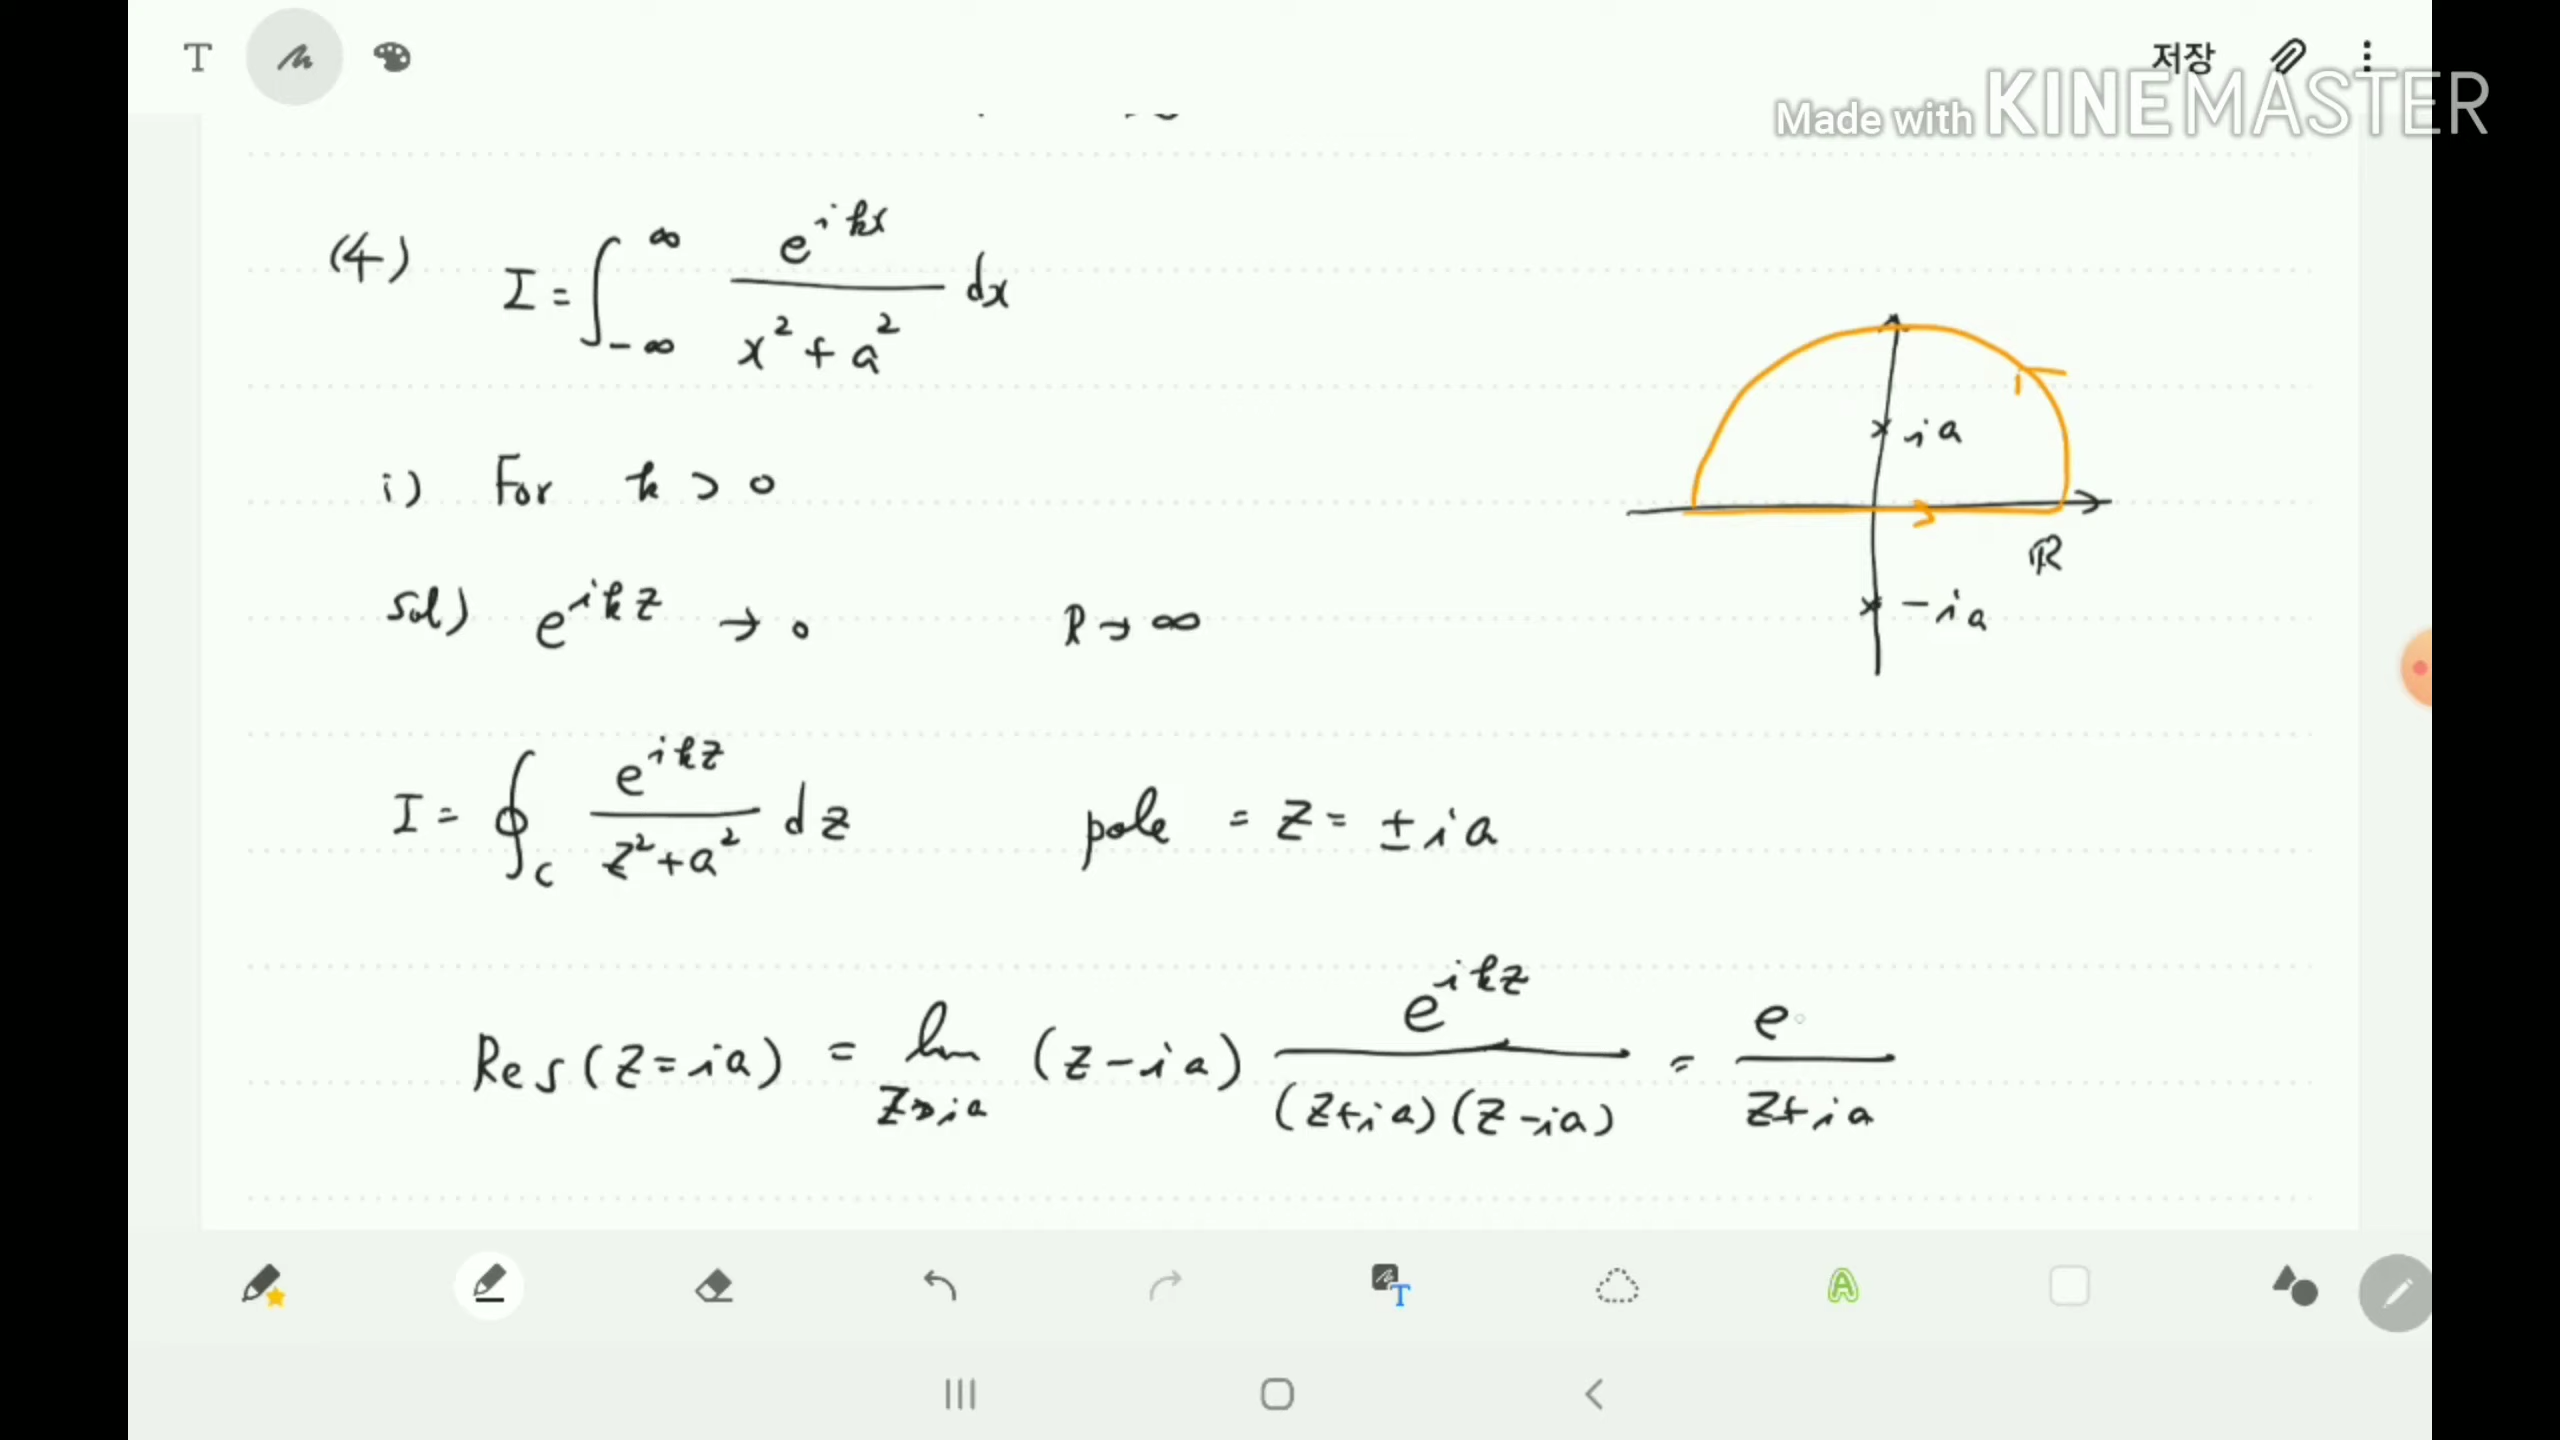 T 저장
Made with KINEMASTER
(4) I = ∫_{-∞}^{∞} e^{ikx} / (x² + a²) dx
ia
i) For k > 0
R
-ia
sol) e^{ikz} → 0 R → ∞
I = ∮_C e^{ikz} / (z² + a²) dz pole = z = ± ia
Res(z = ia) = lim_{z→ia} (z - ia) e^{ikz} / ((z + ia)(z - ia)) = e / (z + ia)
T A